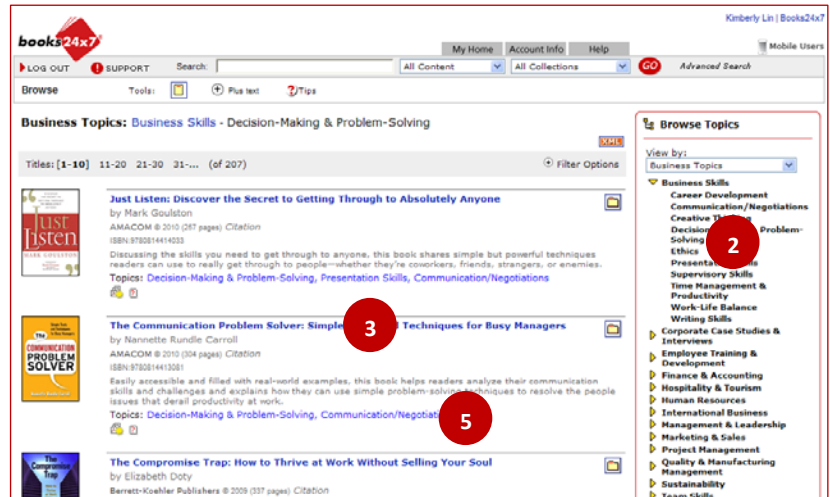 Kimberly Lin | Books24x7
books24x7
My Home Account Info Help Mobile Users
LOG OUT SUPPORT Search: All Content All Collections GO Advanced Search
Browse Tools: Plus text Tips
Business Topics: Business Skills - Decision-Making & Problem-Solving
XML
Titles: [1-10] 11-20 21-30 31-... (of 207) Filter Options
Just Listen
MARK GOULSTON
Just Listen: Discover the Secret to Getting Through to Absolutely Anyone
by Mark Goulston
AMACOM © 2010 (267 pages) Citation
ISBN:9780814414033
Discussing the skills you need to get through to anyone, this book shares simple but powerful techniques
readers can use to really get through to people—whether they're coworkers, friends, strangers, or enemies.
Topics: Decision-Making & Problem-Solving, Presentation Skills, Communication/Negotiations
The
COMMUNICATION
PROBLEM
SOLVER
3
The Communication Problem Solver: Simple Techniques for Busy Managers
by Nannette Rundle Carroll
AMACOM © 2010 (304 pages) Citation
ISBN:9780814413081
Easily accessible and filled with real-world examples, this book helps readers analyze their communication
skills and challenges and explains how they can use simple problem-solving techniques to resolve the people
issues that derail productivity at work.
Topics: Decision-Making & Problem-Solving, Communication/Negotiati
5
The
Compromise
Trap
The Compromise Trap: How to Thrive at Work Without Selling Your Soul
by Elizabeth Doty
Berrett-Koehler Publishers © 2009 (337 pages) Citation
Browse Topics
View by:
Business Topics
Business Skills
Career Development
Communication/Negotiations
Creative
Decision Problem-
Solving
2
Ethics
Supervisory Skills
Time Management &
Productivity
Work-Life Balance
Writing Skills
Corporate Case Studies &
Interviews
Employee Training &
Development
Finance & Accounting
Hospitality & Tourism
Human Resources
International Business
Management & Leadership
Marketing & Sales
Project Management
Quality & Manufacturing
Management
Sustainability
Team Skills